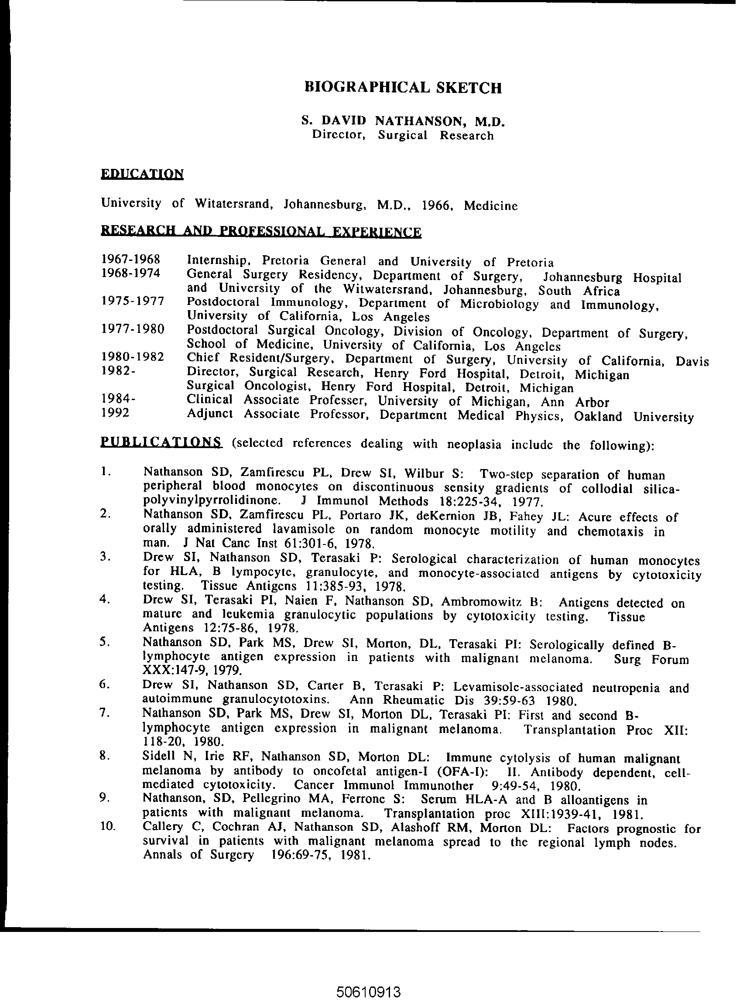 BIOGRAPHICAL SKETCH
S. DAVID NATHANSON, M.D.
Director, Surgical Research
EDUCATION
University of Witatersrand, Johannesburg, M.D., 1966, Medicine
RESEARCH AND PROFESSIONAL EXPERIENCE
1967-1968 Internship, Pretoria General and University of Pretoria
1968-1974 General Surgery Residency, Department of Surgery, Johannesburg Hospital
and University of the Witwatersrand, Johannesburg, South Africa
1975-1977 Postdoctoral Immunology, Department of Microbiology and Immunology,
University of California, Los Angeles
1977-1980 Postdoctoral Surgical Oncology, Division of Oncology, Department of Surgery,
School of Medicine, University of California, Los Angeles
1980-1982 Chief Resident/Surgery, Department of Surgery, University of California, Davis
1982- Director, Surgical Research, Henry Ford Hospital, Detroit, Michigan
Surgical Oncologist, Henry Ford Hospital, Detroit, Michigan
1984- Clinical Associate Professer, University of Michigan, Ann Arbor
1992 Adjunct Associate Professor, Department Medical Physics, Oakland University
PUBLICATIONS (selected references dealing with neoplasia include the following):
1. Nathanson SD, Zamfirescu PL, Drew SI, Wilbur S: Two-step separation of human
peripheral blood monocytes on discontinuous sensity gradients of collodial silica-
polyvinylpyrrolidinone. J Immunol Methods 18:225-34, 1977.
2. Nathanson SD, Zamfirescu PL, Portaro JK, deKernion JB, Fahey JL: Acure effects of
orally administered lavamisole on random monocyte motility and chemotaxis in
man. J Nat Canc Inst 61:301-6, 1978.
3. Drew SI, Nathanson SD, Terasaki P: Serological characterization of human monocytes
for HLA, B lympocytc, granulocyte, and monocyte-associated antigens by cytotoxicity
testing. Tissue Antigens 11:385-93, 1978.
4. Drew SI, Terasaki PI, Naien F, Nathanson SD, Ambromowitz B: Antigens detected on
mature and leukemia granulocytic populations by cytotoxicity testing. Tissue
Antigens 12:75-86, 1978.
5. Nathanson SD, Park MS, Drew SI, Morton, DL, Terasaki PI: Serologically defined B-
lymphocyte antigen expression in patients with malignant melanoma. Surg Forum
XXX:147-9, 1979.
6. Drew SI, Nathanson SD, Carter B, Terasaki P: Levamisole-associated neutropenia and
autoimmune granulocytotoxins. Ann Rheumatic Dis 39:59-63 1980.
7. Nathanson SD, Park MS, Drew SI, Morton DL, Terasaki PI: First and second B-
lymphocyte antigen expression in malignant melanoma. Transplantation Proc XII:
118-20, 1980.
8. Sidell N, Irie RF, Nathanson SD, Morton DL: Immune cytolysis of human malignant
melanoma by antibody to oncofetal antigen-I (OFA-I): II. Antibody dependent, cell-
mediated cytotoxicity. Cancer Immunol Immunother 9:49-54, 1980.
9. Nathanson, SD, Pellegrino MA, Ferrone S: Serum HLA-A and B alloantigens in
patients with malignant melanoma. Transplantation proc XIII:1939-41, 1981.
10. Callery C, Cochran AJ, Nathanson SD, Alashoff RM, Morton DL: Factors prognostic for
survival in patients with malignant melanoma spread to the regional lymph nodes.
Annals of Surgery 196:69-75, 1981.
50610913